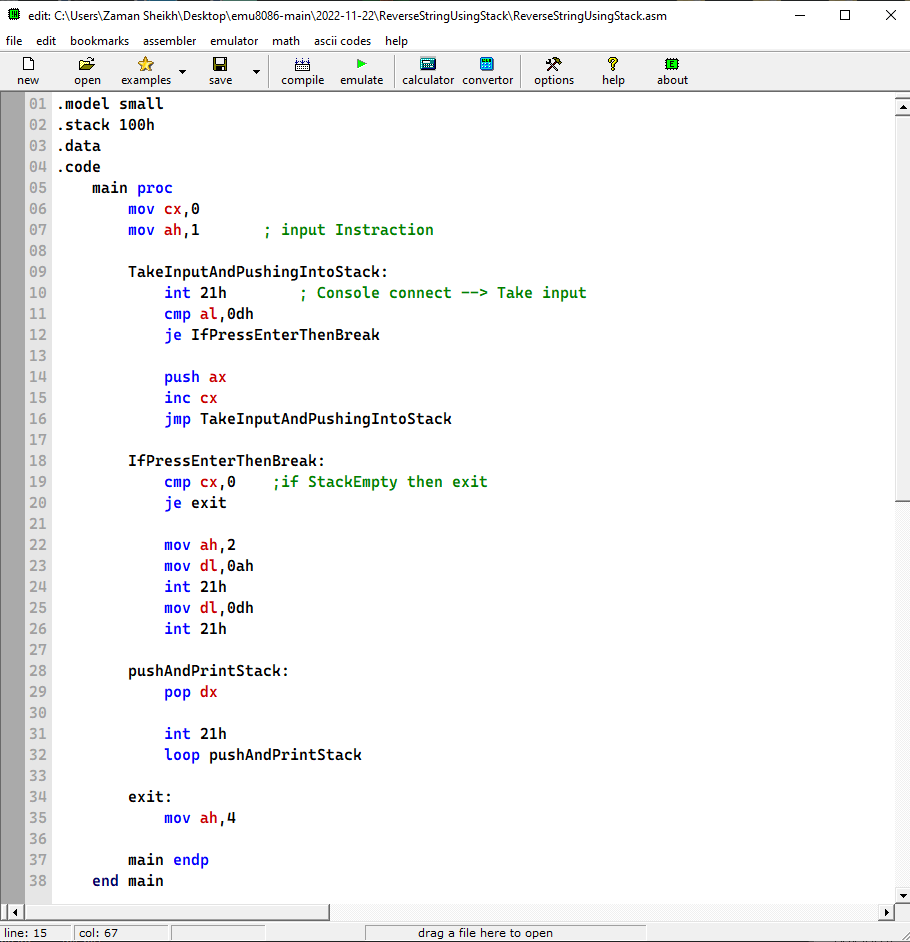 edit: C:\Users\Zaman Sheikh\Desktop\emu8086-main\2022-11-22\ReverseStringUsingStack\ReverseStringUsingStack.asm
file edit bookmarks assembler emulator math ascii codes help
new open examples save compile emulate calculator convertor options help about
01 .model small
02 .stack 100h
03 .data
04 .code
05     main proc
06         mov cx,0
07         mov ah,1       ; input Instraction
08
09         TakeInputAndPushingIntoStack:
10             int 21h        ; Console connect --> Take input
11             cmp al,0dh
12             je IfPressEnterThenBreak
13
14             push ax
15             inc cx
16             jmp TakeInputAndPushingIntoStack
17
18         IfPressEnterThenBreak:
19             cmp cx,0    ;if StackEmpty then exit
20             je exit
21
22             mov ah,2
23             mov dl,0ah
24             int 21h
25             mov dl,0dh
26             int 21h
27
28         pushAndPrintStack:
29             pop dx
30
31             int 21h
32             loop pushAndPrintStack
33
34         exit:
35             mov ah,4
36
37         main endp
38     end main
line: 15 col: 67 drag a file here to open